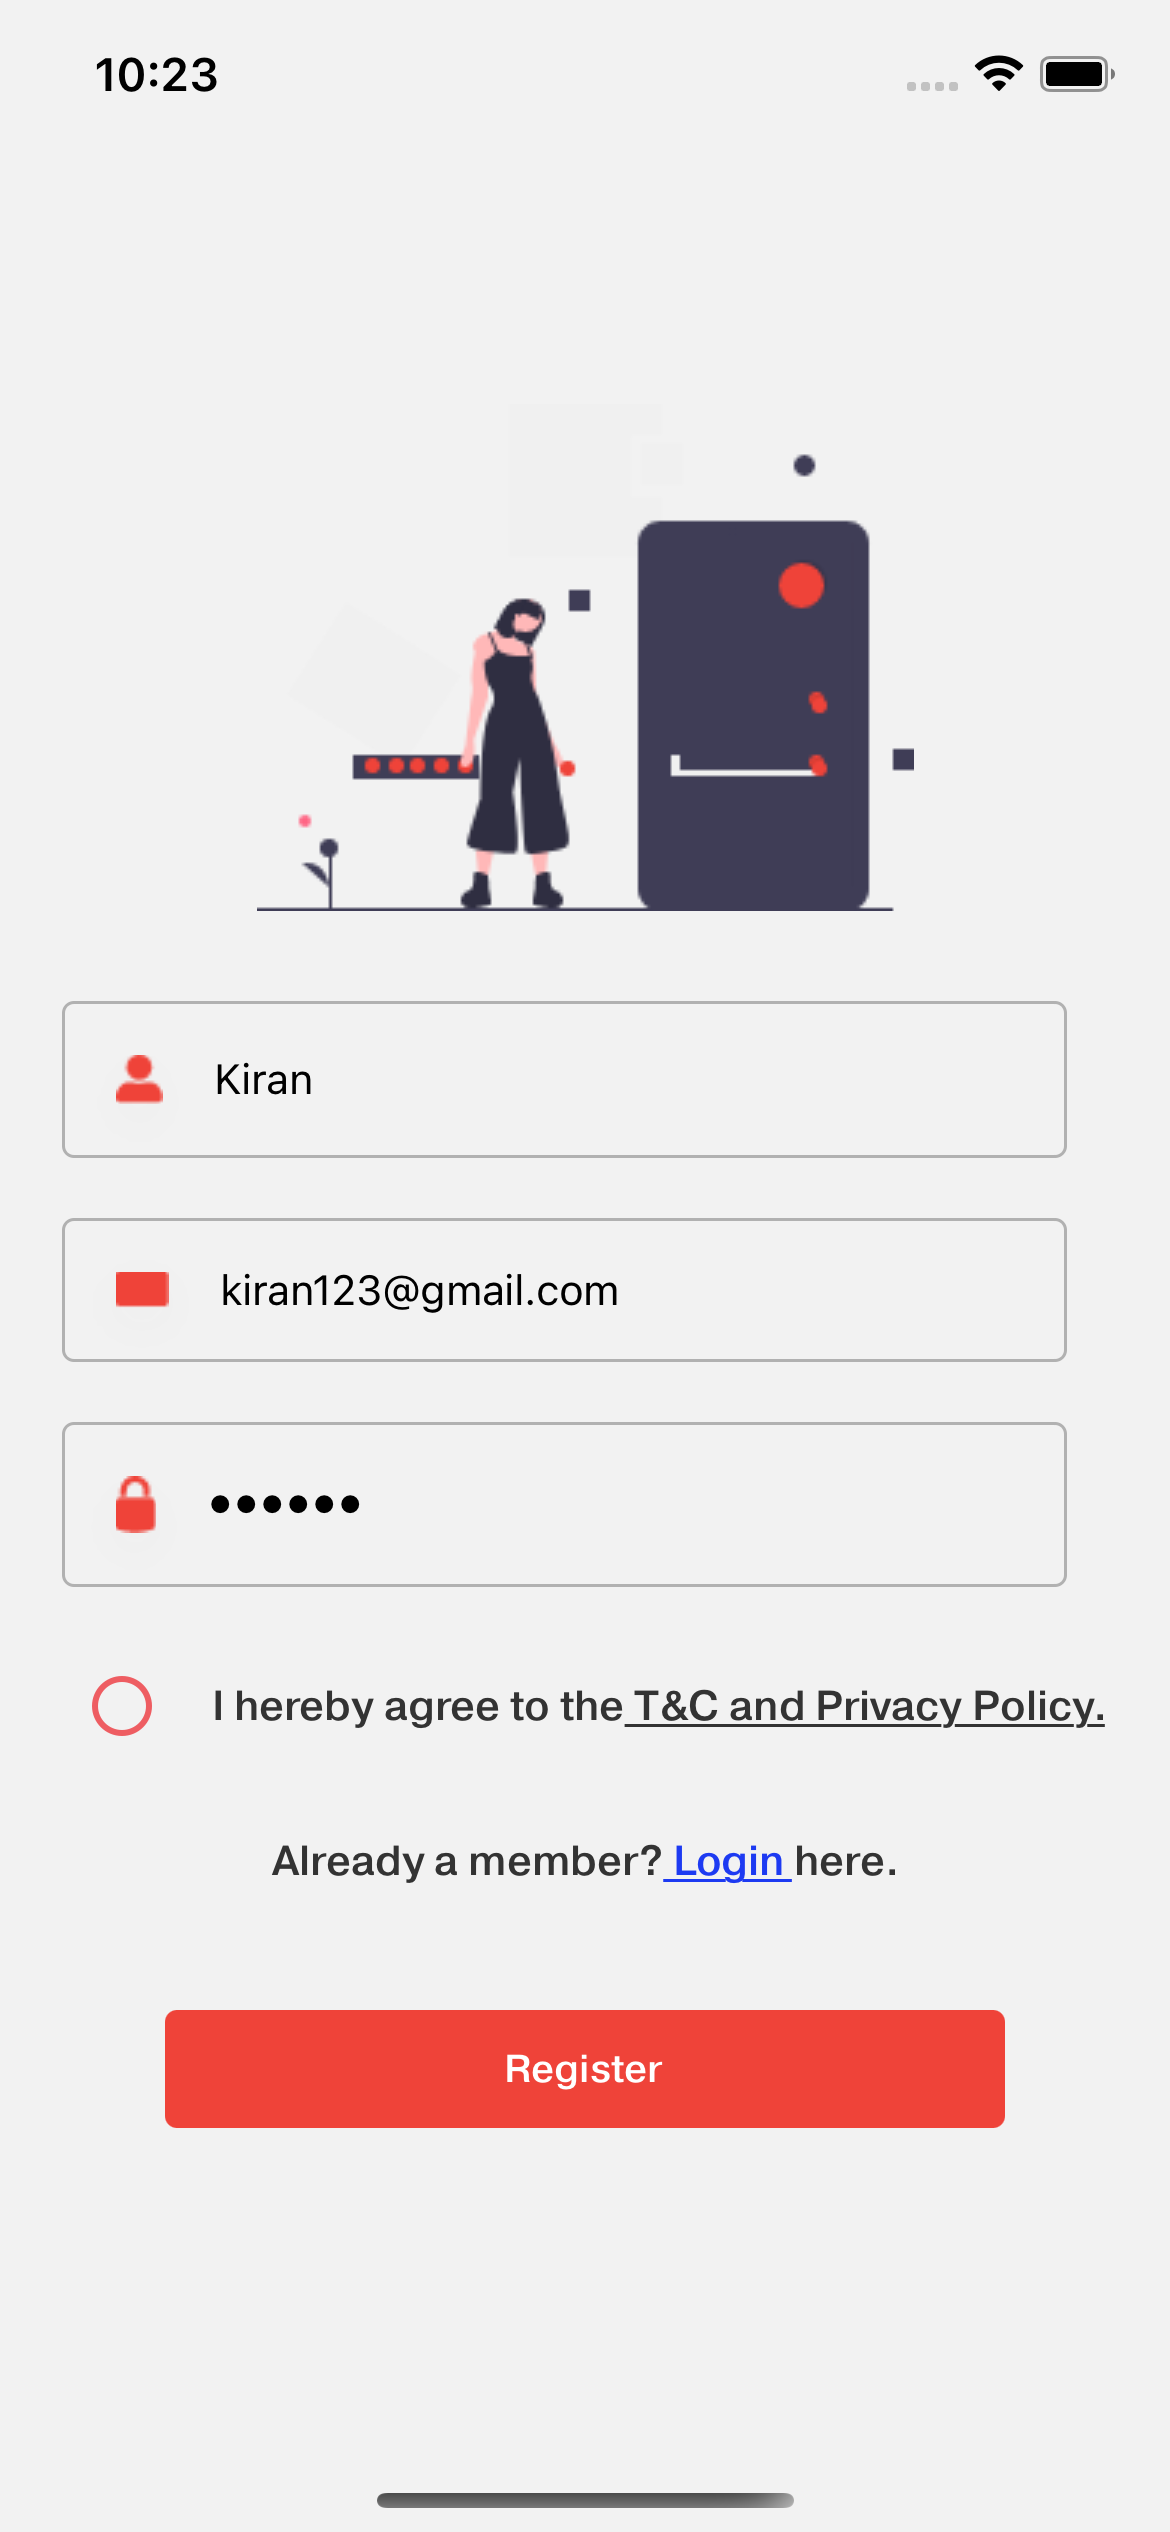 10:23
Kiran
kiran123@gmail.com
••••••
I hereby agree to the T&C and Privacy Policy.
Already a member? Login here.
Register